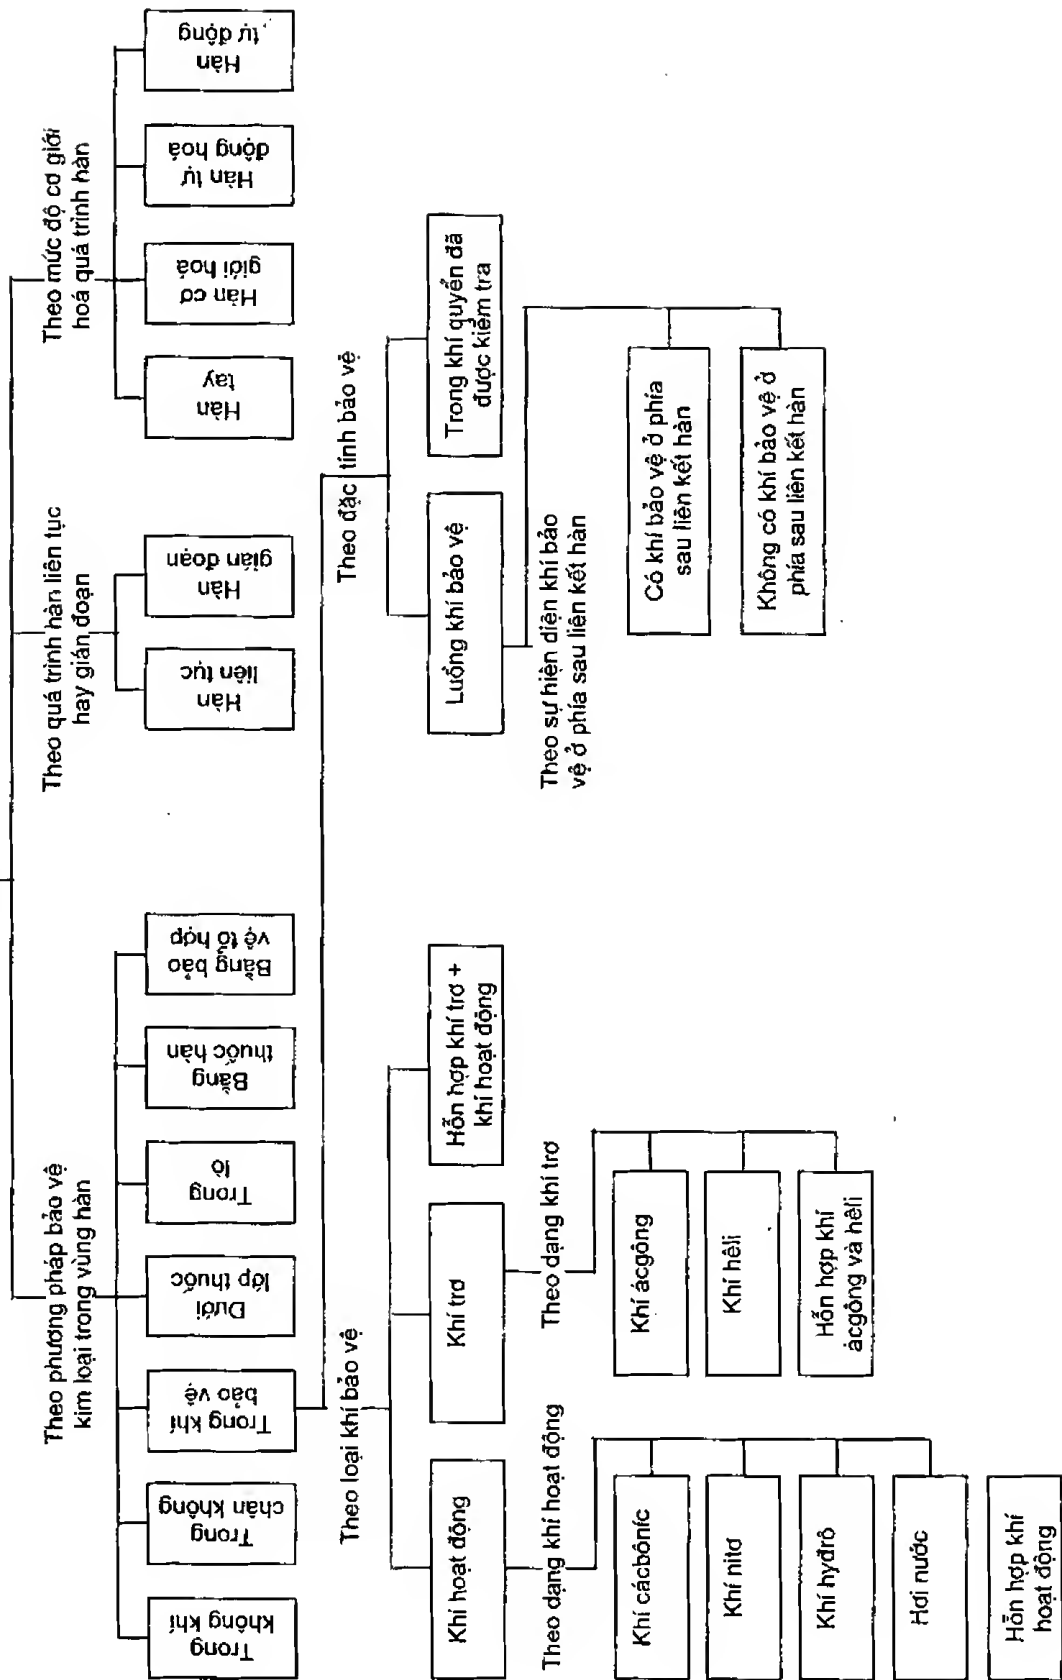 Theo phương pháp bảo vệ
kim loại trong vùng hàn
Trong
không khí
Trong
chân không
Trong khí
bảo vệ
Dưới
lớp thuốc
Trong
lò
Bằng
thuốc hàn
Bằng bảo
vệ tổ hợp
Theo quá trình hàn liên tục
hay gián đoạn
Hàn
liên tục
Hàn
gián đoạn
Theo mức độ cơ giới
hoá quá trình hàn
Hàn
tay
Hàn cơ
giới hoá
Hàn tự
động hoá
Hàn
tự động
Theo loại khí bảo vệ
Khí hoạt động
Khí trơ
Hỗn hợp khí trơ +
khí hoạt động
Theo đặc tính bảo vệ
Luồng khí bảo vệ
Trong khí quyển đã
được kiểm tra
Theo dạng khí hoạt động
Khí cácbôníc
Khí nitơ
Khí hyđrô
Hơi nước
Hỗn hợp khí
hoạt động
Theo dạng khí trơ
Khí ácgông
Khí hêli
Hỗn hợp khí
ácgông và hêli
Theo sự hiện diện khí bảo
vệ ở phía sau liên kết hàn
Có khí bảo vệ ở phía
sau liên kết hàn
Không có khí bảo vệ ở
phía sau liên kết hàn